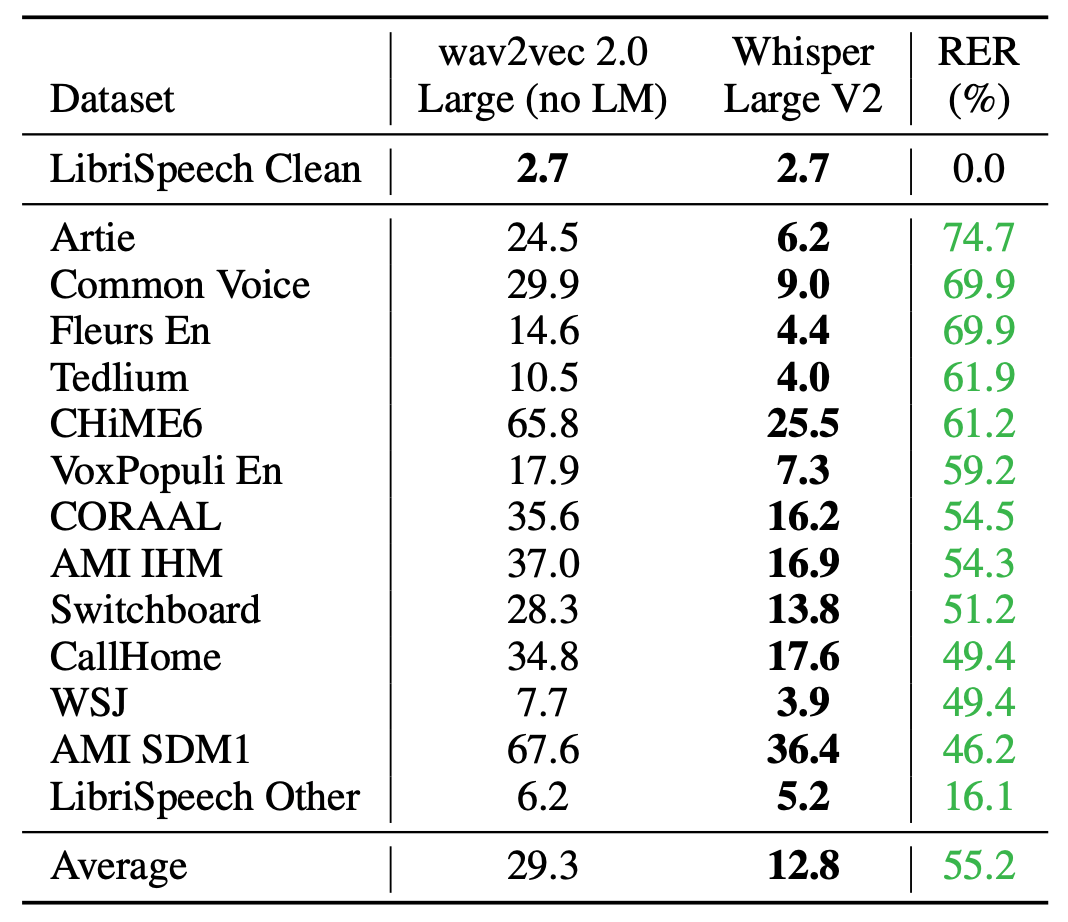 Dataset wav2vec 2.0 Large (no LM) Whisper Large V2 RER (%)
LibriSpeech Clean 2.7 2.7 0.0
Artie 24.5 6.2 74.7
Common Voice 29.9 9.0 69.9
Fleurs En 14.6 4.4 69.9
Tedlium 10.5 4.0 61.9
CHiME6 65.8 25.5 61.2
VoxPopuli En 17.9 7.3 59.2
CORAAL 35.6 16.2 54.5
AMI IHM 37.0 16.9 54.3
Switchboard 28.3 13.8 51.2
CallHome 34.8 17.6 49.4
WSJ 7.7 3.9 49.4
AMI SDM1 67.6 36.4 46.2
LibriSpeech Other 6.2 5.2 16.1
Average 29.3 12.8 55.2